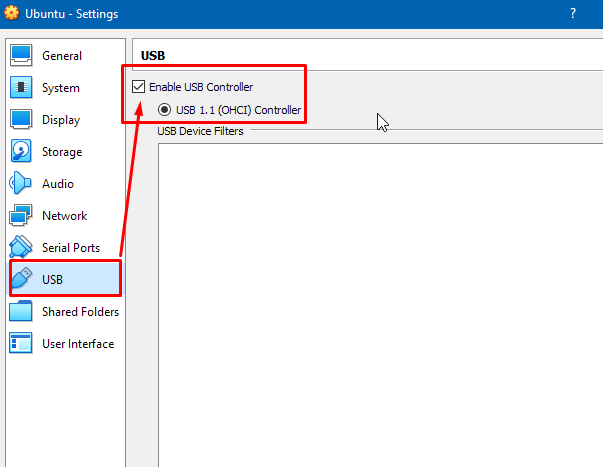 Ubuntu - Settings
?
General
System
Display
Storage
Audio
Network
Serial Ports
USB
Shared Folders
User Interface
USB
Enable USB Controller
USB 1.1 (OHCI) Controller
USB Device Filters